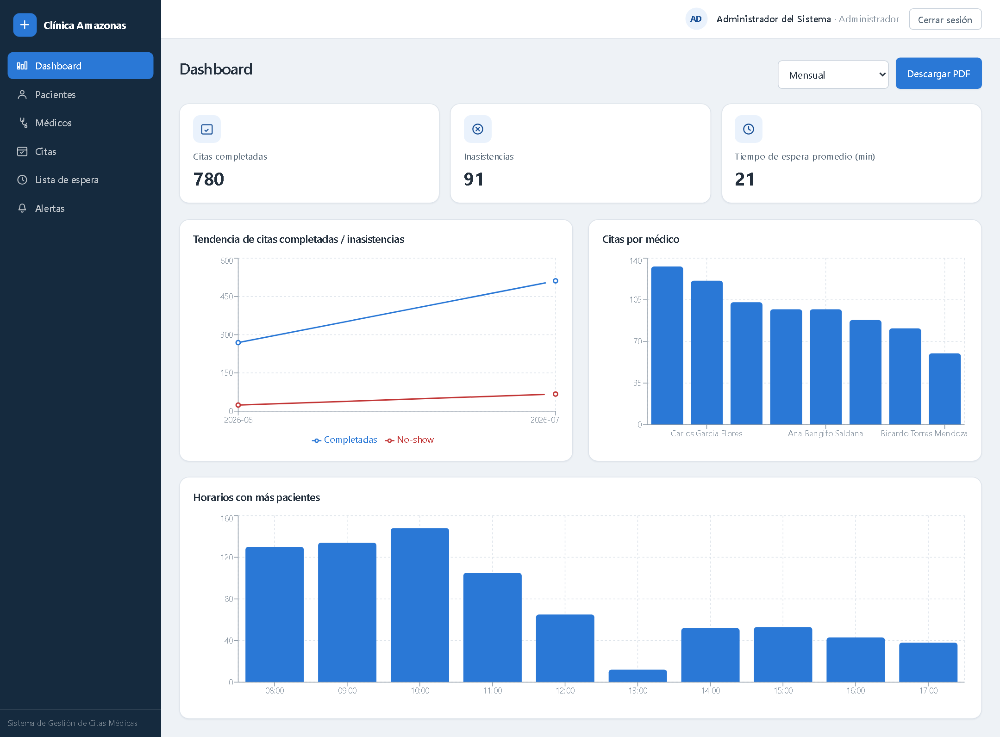 Clínica Amazonas
AD Administrador del Sistema · Administrador
Cerrar sesión
Dashboard
Pacientes
Médicos
Citas
Lista de espera
Alertas
Sistema de Gestión de Citas Médicas
Dashboard
Mensual
Descargar PDF
Citas completadas
780
Inasistencias
91
Tiempo de espera promedio (min)
21
Tendencia de citas completadas / inasistencias
600
450
300
150
0
2026-06 2026-07
Completadas No-show
Citas por médico
140
105
70
35
0
Carlos Garcia Flores Ana Rengifo Saldana Ricardo Torres Mendoza
Horarios con más pacientes
160
120
80
40
0
08:00 09:00 10:00 11:00 12:00 13:00 14:00 15:00 16:00 17:00